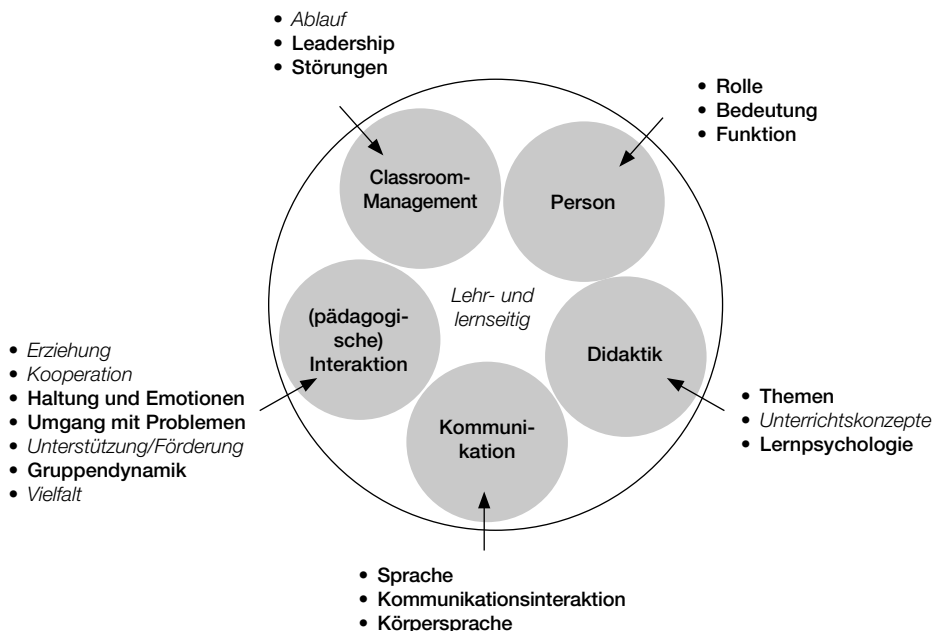 • Ablauf
• Leadership
• Störungen
• Rolle
• Bedeutung
• Funktion
Classroom-
Management
Person
Lehr- und
lernseitig
(pädagogi-
sche)
Interaktion
Didaktik
• Erziehung
• Kooperation
• Haltung und Emotionen
• Umgang mit Problemen
• Unterstützung/Förderung
• Gruppendynamik
• Vielfalt
• Themen
• Unterrichtskonzepte
• Lernpsychologie
Kommuni-
kation
• Sprache
• Kommunikationsinteraktion
• Körpersprache